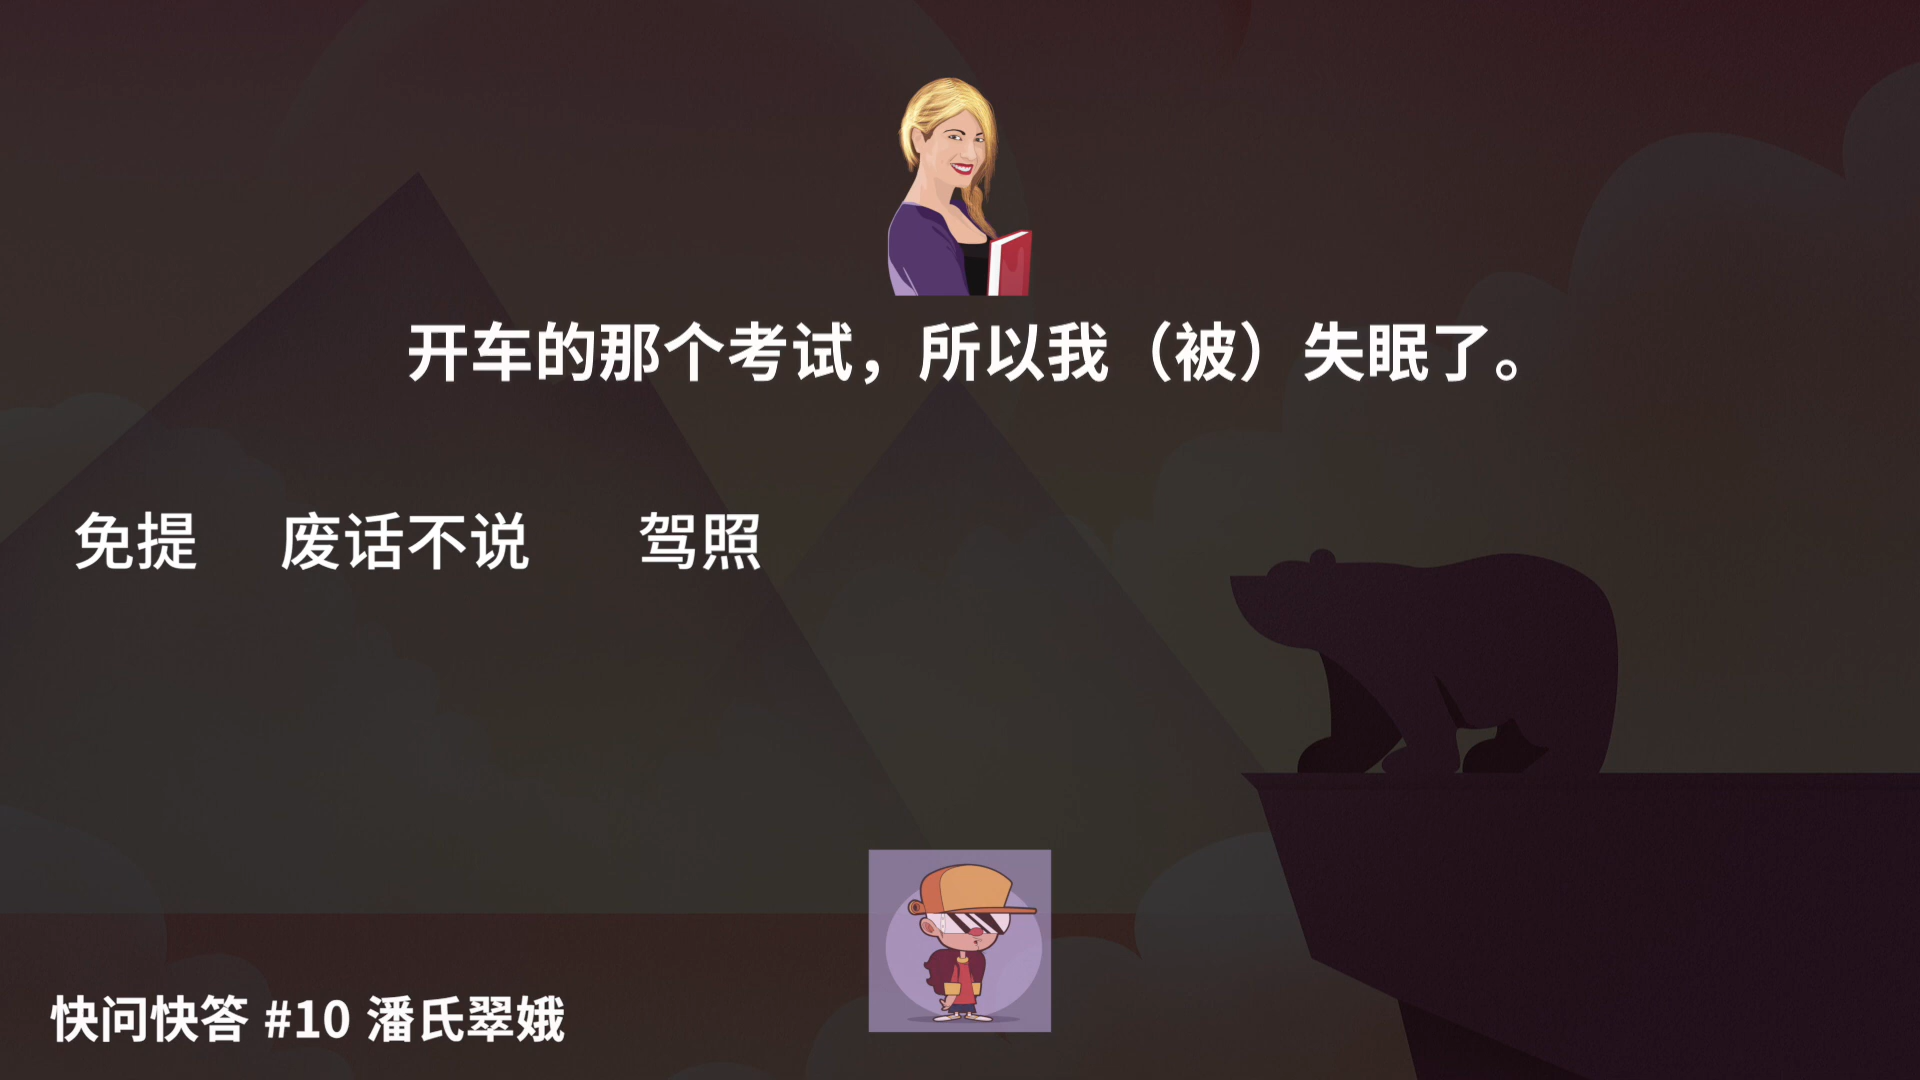 开车的那个考试，所以我（被）失眠了。
免提 废话不说 驾照
快问快答 #10 潘氏翠娥